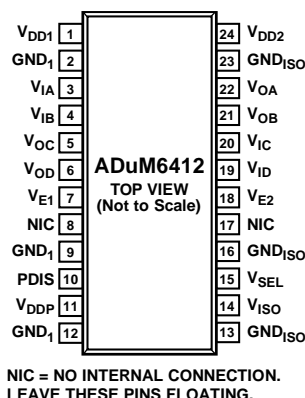 VDD1 1 24 VDD2
GND1 2 23 GNDISO
VIA 3 22 VOA
VIB 4 21 VOB
VOC 5 20 VIC
VOD 6 19 VID
VE1 7 18 VE2
NIC 8 17 NIC
GND1 9 16 GNDISO
PDIS 10 15 VSEL
VDDP 11 14 VISO
GND1 12 13 GNDISO
ADuM6412
TOP VIEW
(Not to Scale)
NIC = NO INTERNAL CONNECTION.
LEAVE THESE PINS FLOATING.